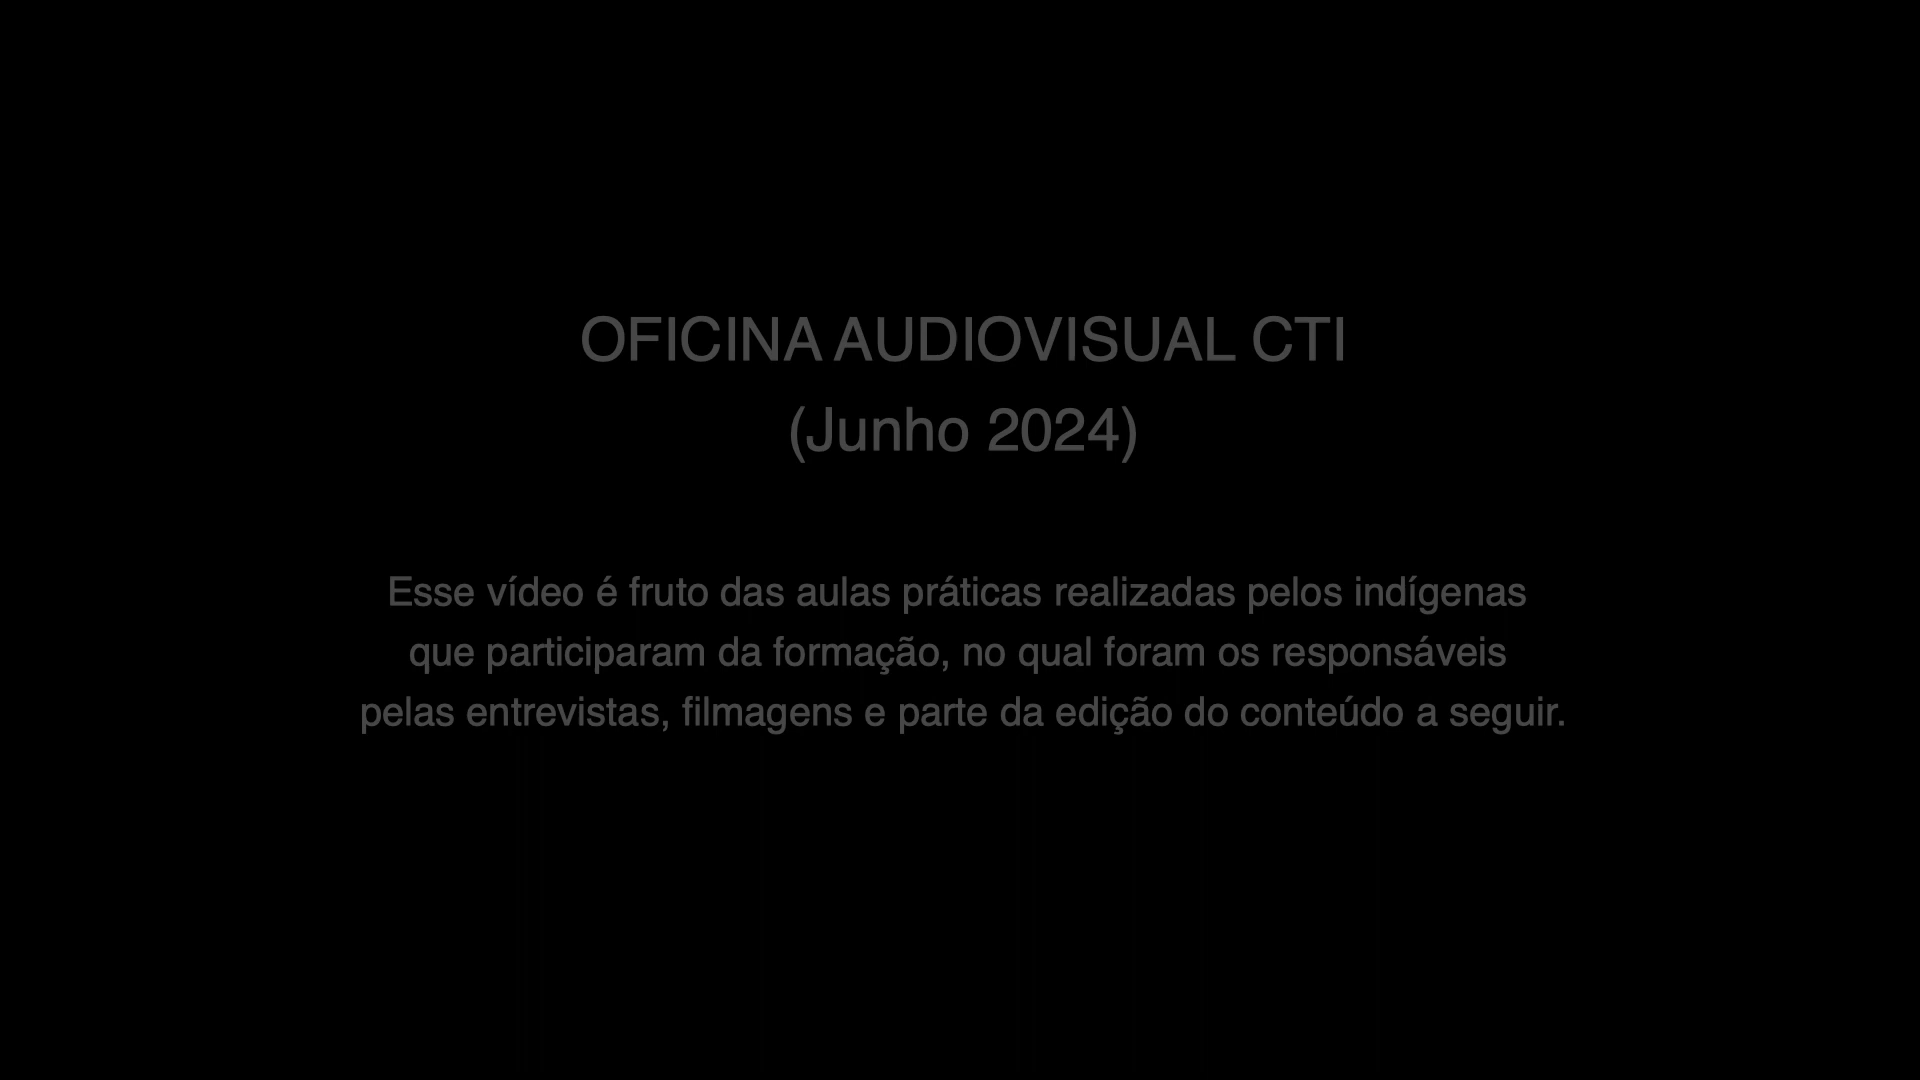 OFICINA AUDIOVISUAL CTI
(Junho 2024)
Esse vídeo é fruto das aulas práticas realizadas pelos indígenas
que participaram da formação, no qual foram os responsáveis
pelas entrevistas, filmagens e parte da edição do conteúdo a seguir.